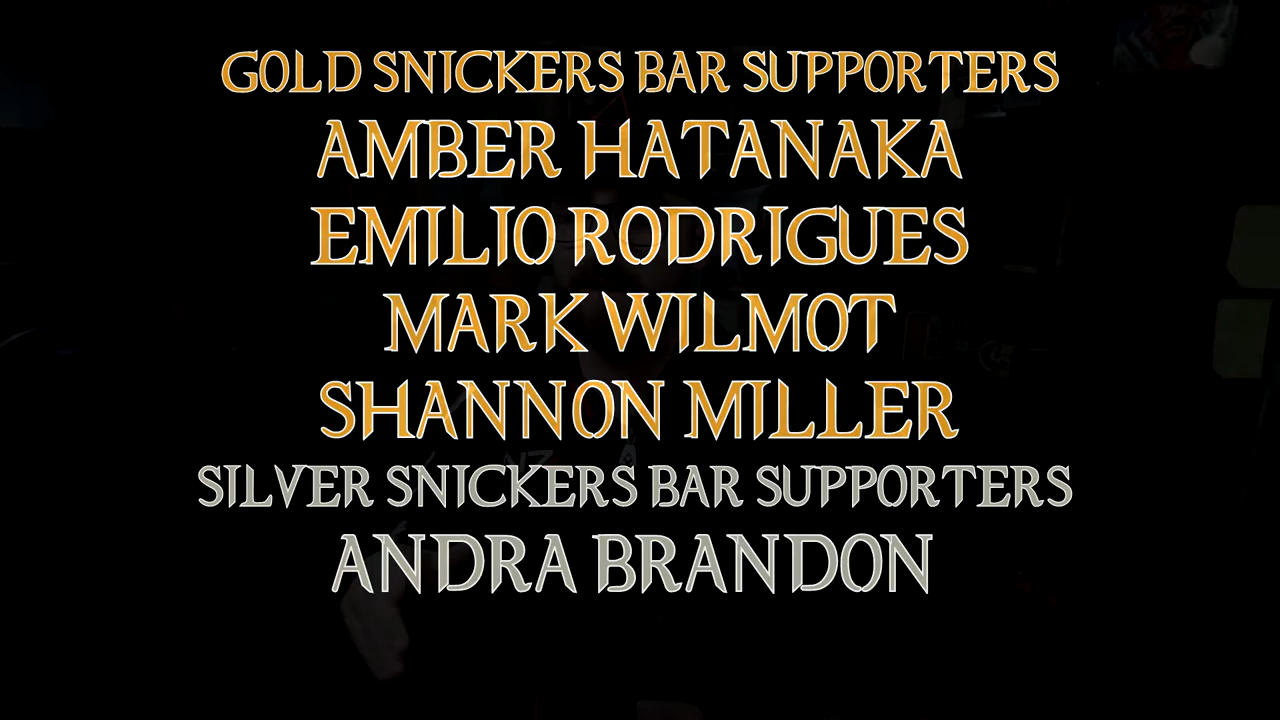 GOLD SNICKERS BAR SUPPORTERS
AMBER HATANAKA
EMILIO RODRIGUES
MARK WILMOT
SHANNON MILLER
SILVER SNICKERS BAR SUPPORTERS
ANDRA BRANDON